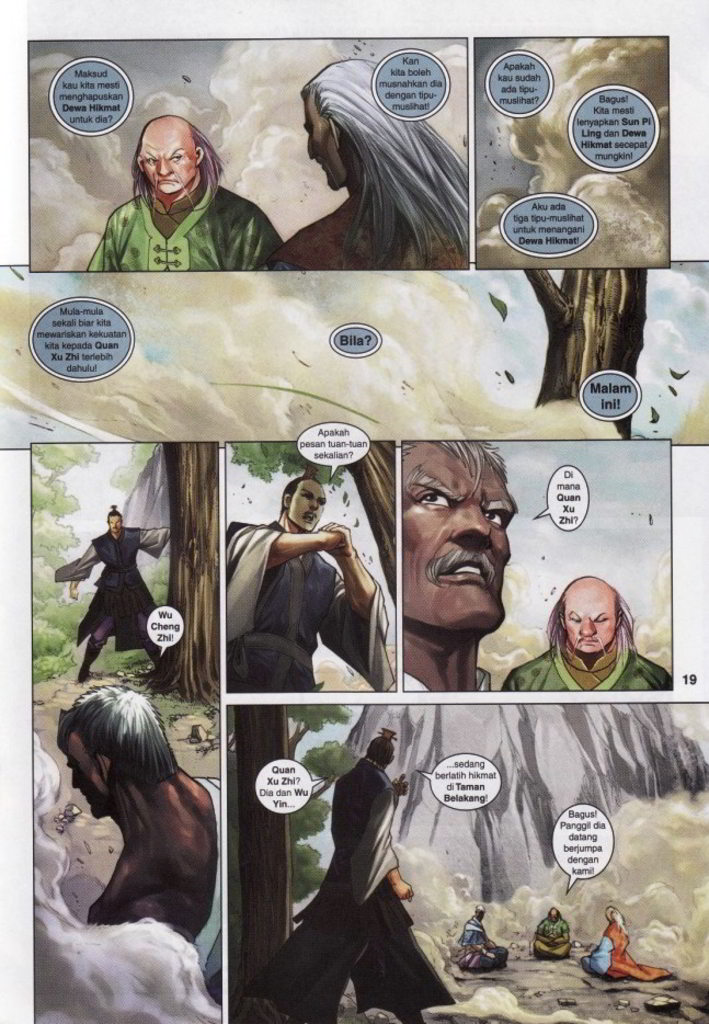 Maksud
kau kita mesti
menghapuskan
Dewa Hikmat
untuk dia?
Kan
kita boleh
musnahkan dia
dengan tipu-
muslihat!
Apakah
kau sudah
ada tipu-
muslihat?
Bagus!
Kita mesti
lenyapkan Sun Pi
Ling dan Dewa
Hikmat secepat
mungkin!
Aku ada
tiga tipu-muslihat
untuk menangani
Dewa Hikmat!
Mula-mula
sekali biar kita
mewariskan kekuatan
kita kepada Quan
Xu Zhi terlebih
dahulu!
Bila?
Malam
ini!
Wu
Cheng
Zhi!
Apakah
pesan tuan-tuan
sekalian?
Di
mana
Quan
Xu
Zhi?
19
Quan
Xu Zhi?
Dia dan Wu
Yin...
...sedang
berlatih hikmat
di Taman
Belakang!
Bagus!
Panggil dia
datang
berjumpa
dengan
kami!